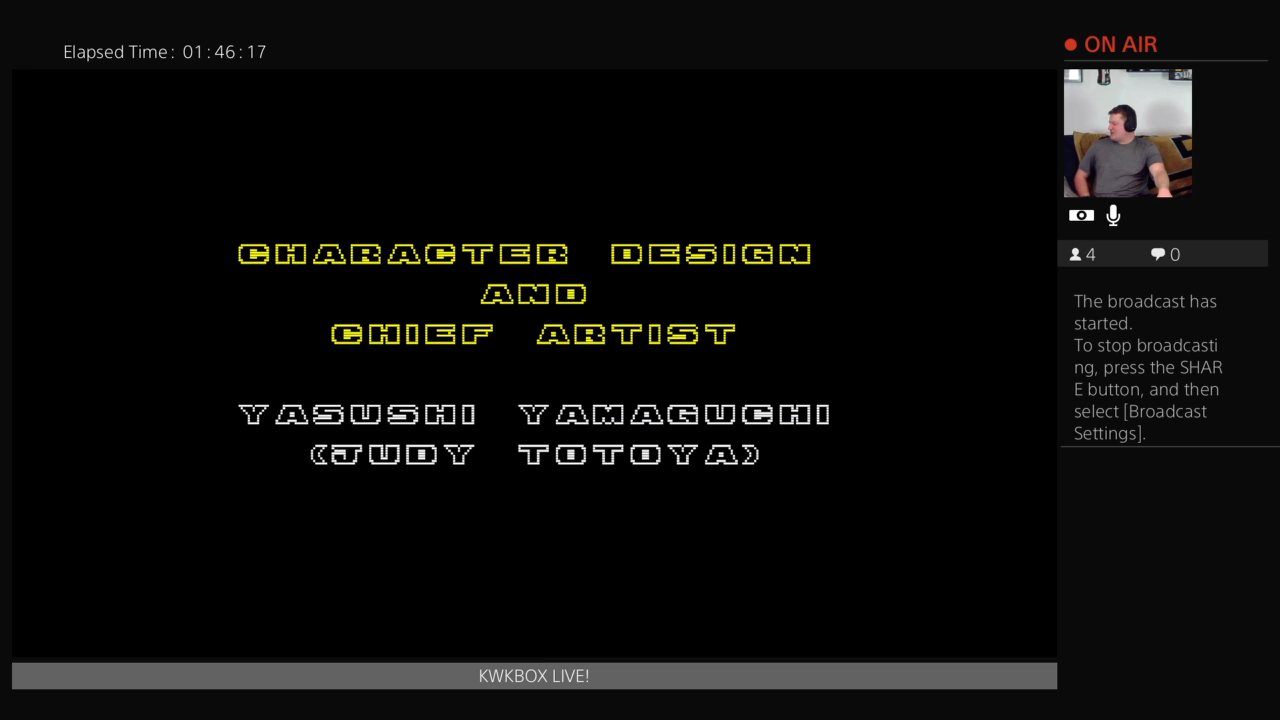 Elapsed Time: 01:46:17
ON AIR
CHARACTER DESIGN
AND
CHIEF ARTIST
YASUSHI YAMAGUCHI
(JUDY TOTOYA)
4 0
The broadcast has
started.
To stop broadcasti
ng, press the SHAR
E button, and then
select [Broadcast
Settings].
KWKBOX LIVE!